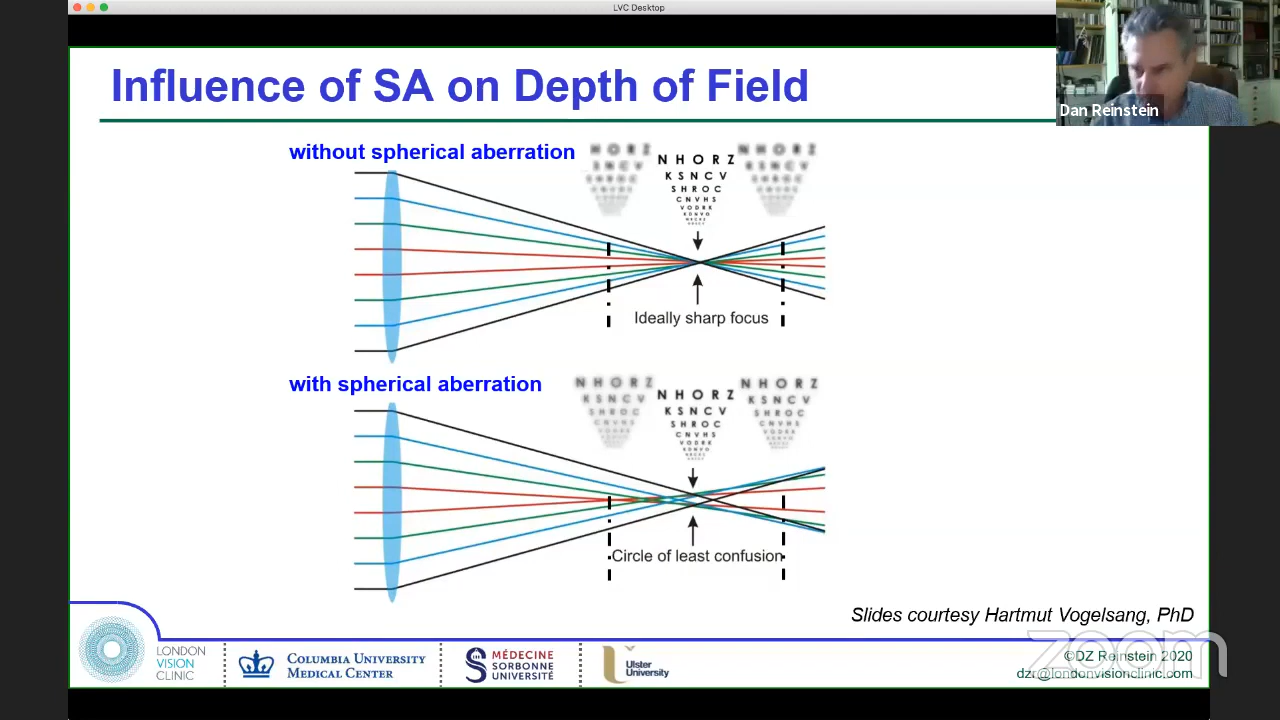 LVC Desktop
Dan Reinstein
Influence of SA on Depth of Field
without spherical aberration
N H O R Z
N H O R Z
N H O R Z
K S N C V
K S N C V
K S N C V
S H R O C
S H R O C
S H R O C
C N V H S
V O D R K
Ideally sharp focus
with spherical aberration
N H O R Z
N H O R Z
N H O R Z
K S N C V
K S N C V
K S N C V
S H R O C
S H R O C
S H R O C
C N V H S
C N V H S
C N V H S
V O D R K
V O D R K
V O D R K
Circle of least confusion
Slides courtesy Hartmut Vogelsang, PhD
LONDON
VISION
CLINIC
COLUMBIA UNIVERSITY
MEDICAL CENTER
MÉDECINE
SORBONNE
UNIVERSITÉ
Ulster
University
©DZ Reinstein 2020
dzr@londonvisionclinic.com
zoom